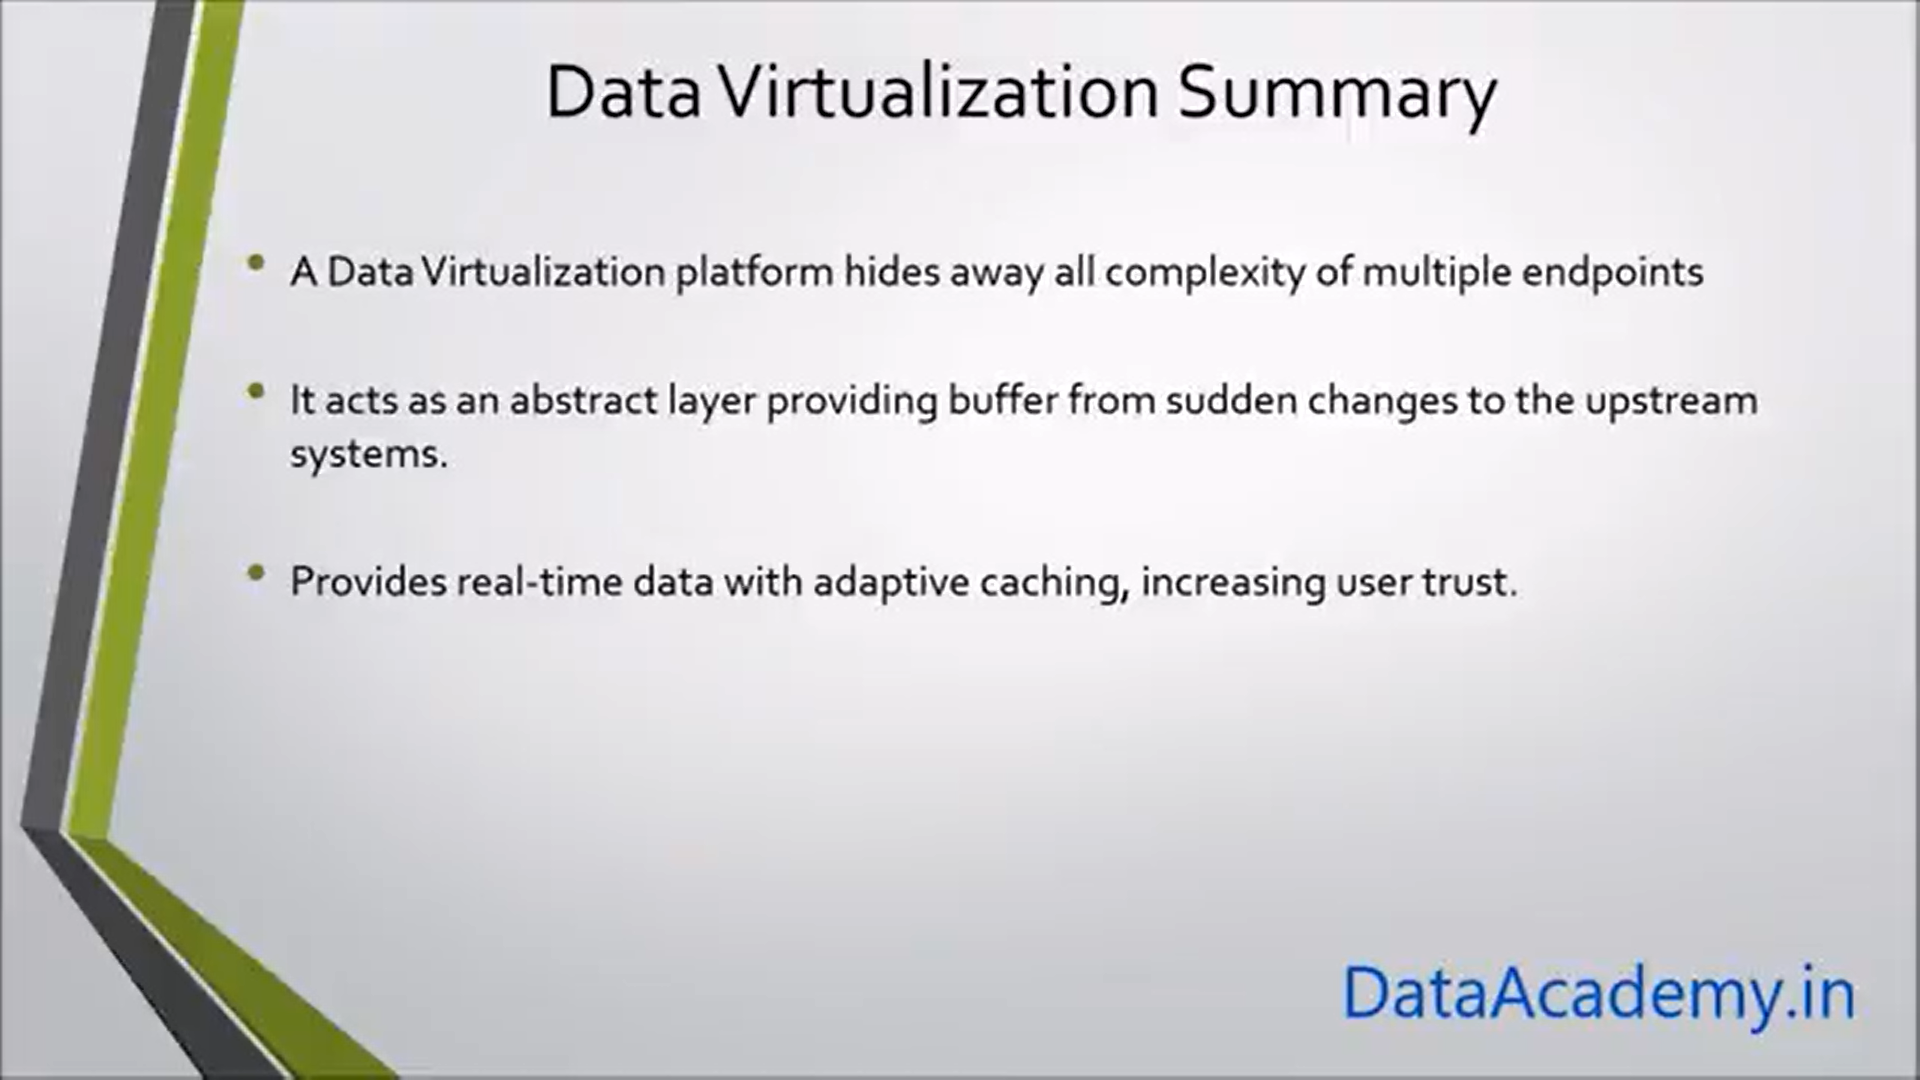 Data Virtualization Summary
• A Data Virtualization platform hides away all complexity of multiple endpoints
• It acts as an abstract layer providing buffer from sudden changes to the upstream
systems.
• Provides real-time data with adaptive caching, increasing user trust.
DataAcademy.in